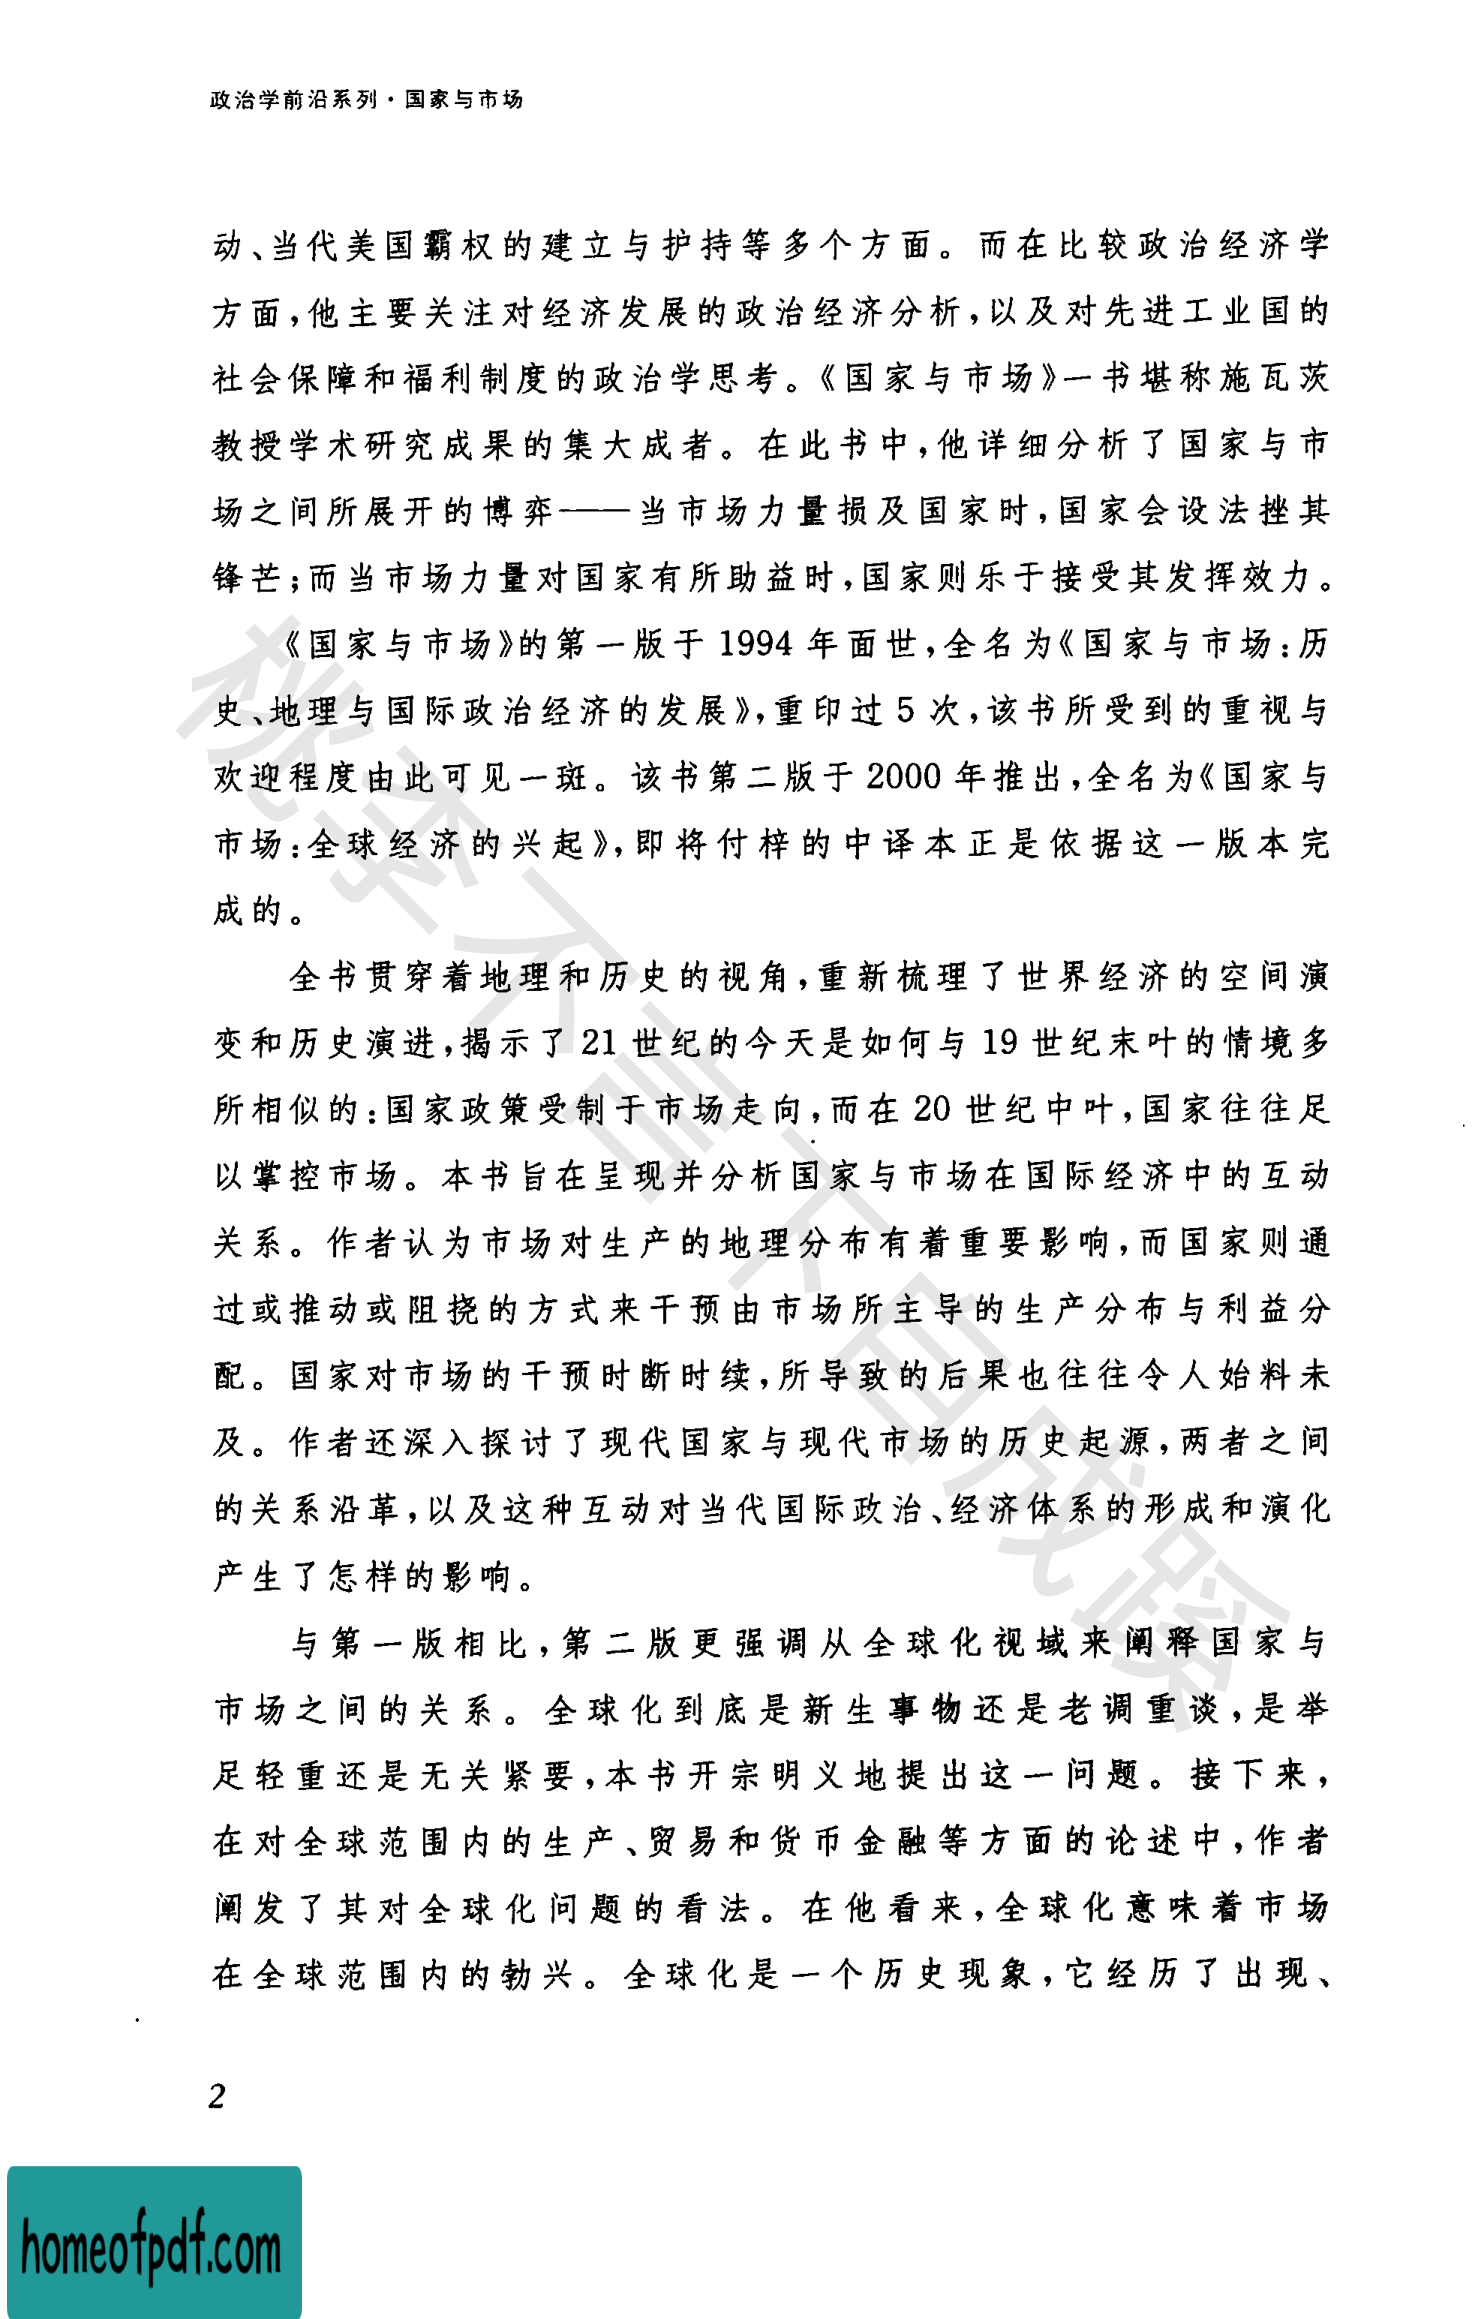 政治学前沿系列·国家与市场
动、当代美国霸权的建立与护持等多个方面。而在比较政治经济学
方面,他主要关注对经济发展的政治经济分析,以及对先进工业国的
社会保障和福利制度的政治学思考。《国家与市场》一书堪称施瓦茨
教授学术研究成果的集大成者。在此书中,他详细分析了国家与市
场之间所展开的博弈——当市场力量损及国家时,国家会设法挫其
锋芒;而当市场力量对国家有所助益时,国家则乐于接受其发挥效力。
《国家与市场》的第一版于1994年面世,全名为《国家与市场:历
史、地理与国际政治经济的发展》,重印过5次,该书所受到的重视与
欢迎程度由此可见一斑。该书第二版于2000年推出,全名为《国家与
市场:全球经济的兴起》,即将付梓的中译本正是依据这一版本完
成的。
全书贯穿着地理和历史的视角,重新梳理了世界经济的空间演
变和历史演进,揭示了21世纪的今天是如何与19世纪末叶的情境多
所相似的:国家政策受制于市场走向,而在20世纪中叶,国家往往足
以掌控市场。本书旨在呈现并分析国家与市场在国际经济中的互动
关系。作者认为市场对生产的地理分布有着重要影响,而国家则通
过或推动或阻挠的方式来干预由市场所主导的生产分布与利益分
配。国家对市场的干预时断时续,所导致的后果也往往令人始料未
及。作者还深入探讨了现代国家与现代市场的历史起源,两者之间
的关系沿革,以及这种互动对当代国际政治、经济体系的形成和演化
产生了怎样的影响。
与第一版相比,第二版更强调从全球化视域来阐释国家与
市场之间的关系。全球化到底是新生事物还是老调重谈,是举
足轻重还是无关紧要,本书开宗明义地提出这一问题。接下来,
在对全球范围内的生产、贸易和货币金融等方面的论述中,作者
阐发了其对全球化问题的看法。在他看来,全球化意味着市场
在全球范围内的勃兴。全球化是一个历史现象,它经历了出现、
2
桃李不言下自成蹊
homeofpdf.com